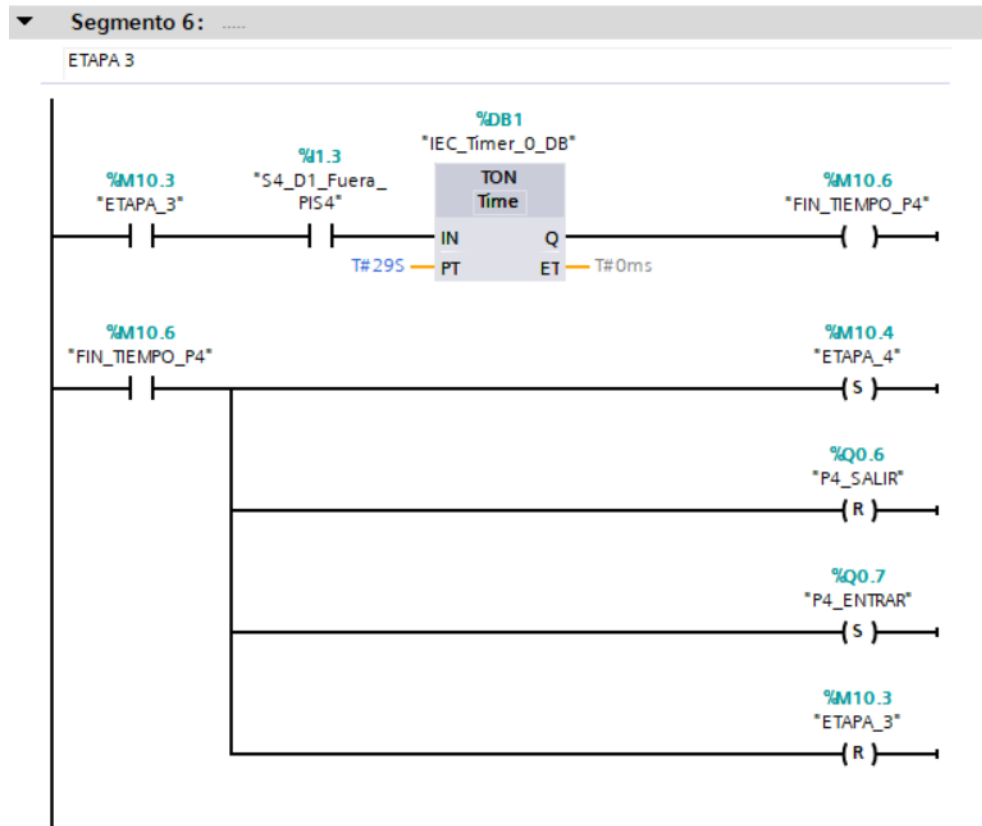 Segmento 6: .....
ETAPA 3
%DB1
"IEC_Timer_0_DB"
%M10.3
"ETAPA_3"
%I1.3
"S4_D1_Fuera_
PIS4"
TON
Time
IN
Q
T#29S
PT
ET
T#0ms
%M10.6
"FIN_TIEMPO_P4"
( )
%M10.6
"FIN_TIEMPO_P4"
%M10.4
"ETAPA_4"
( S )
%Q0.6
"P4_SALIR"
( R )
%Q0.7
"P4_ENTRAR"
( S )
%M10.3
"ETAPA_3"
( R )